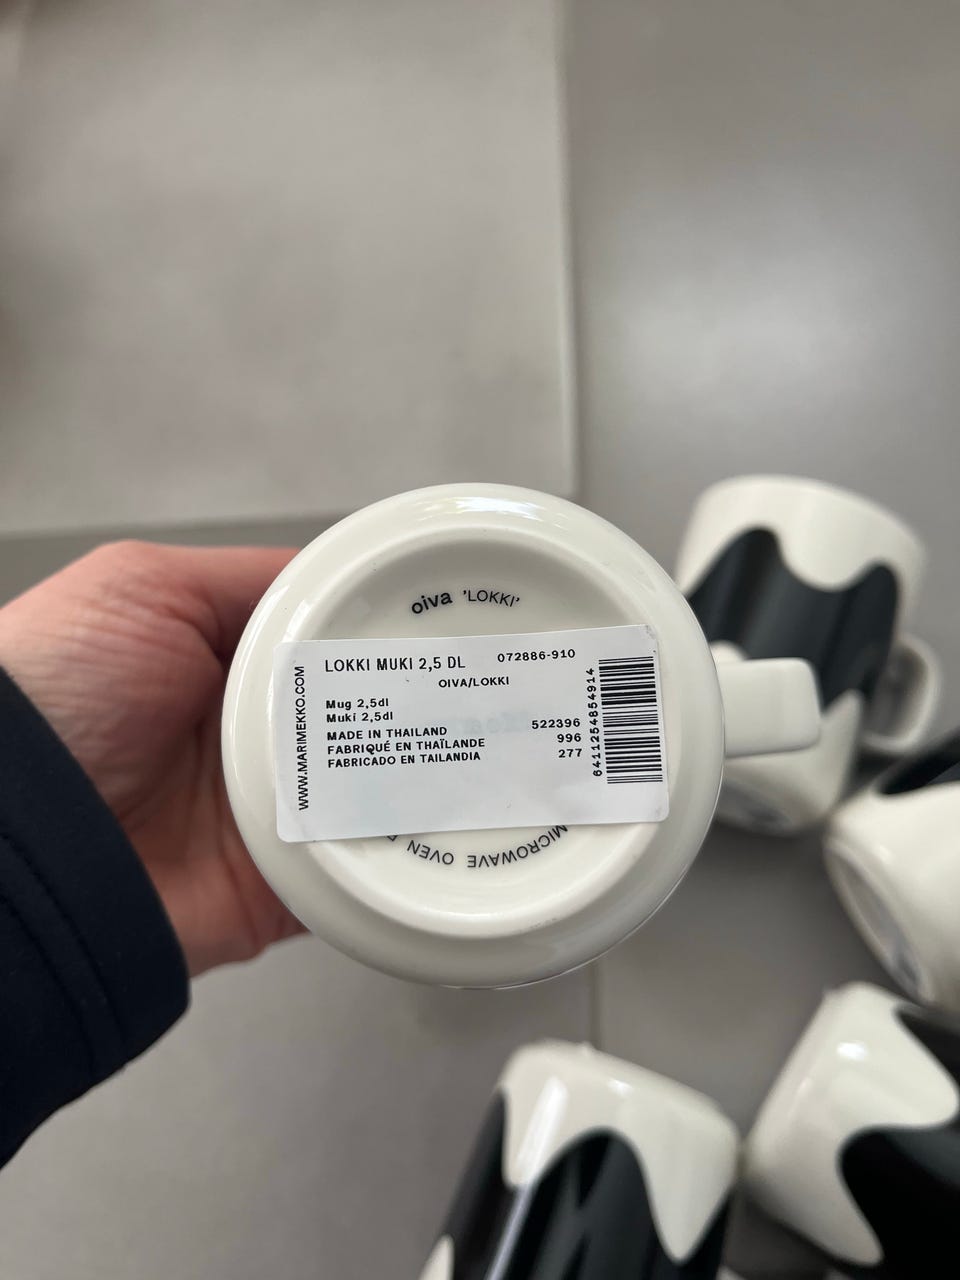 oiva 'LOKKI'
LOKKI MUKI 2,5 DL 072886-910
OIVA/LOKKI
Mug 2,5dl
Muki 2,5dl
MADE IN THAILAND 522396
FABRIQUÉ EN THAÏLANDE 996
FABRICADO EN TAILANDIA 277
WWW.MARIMEKKO.COM
6411254854914
MICROWAVE OVEN